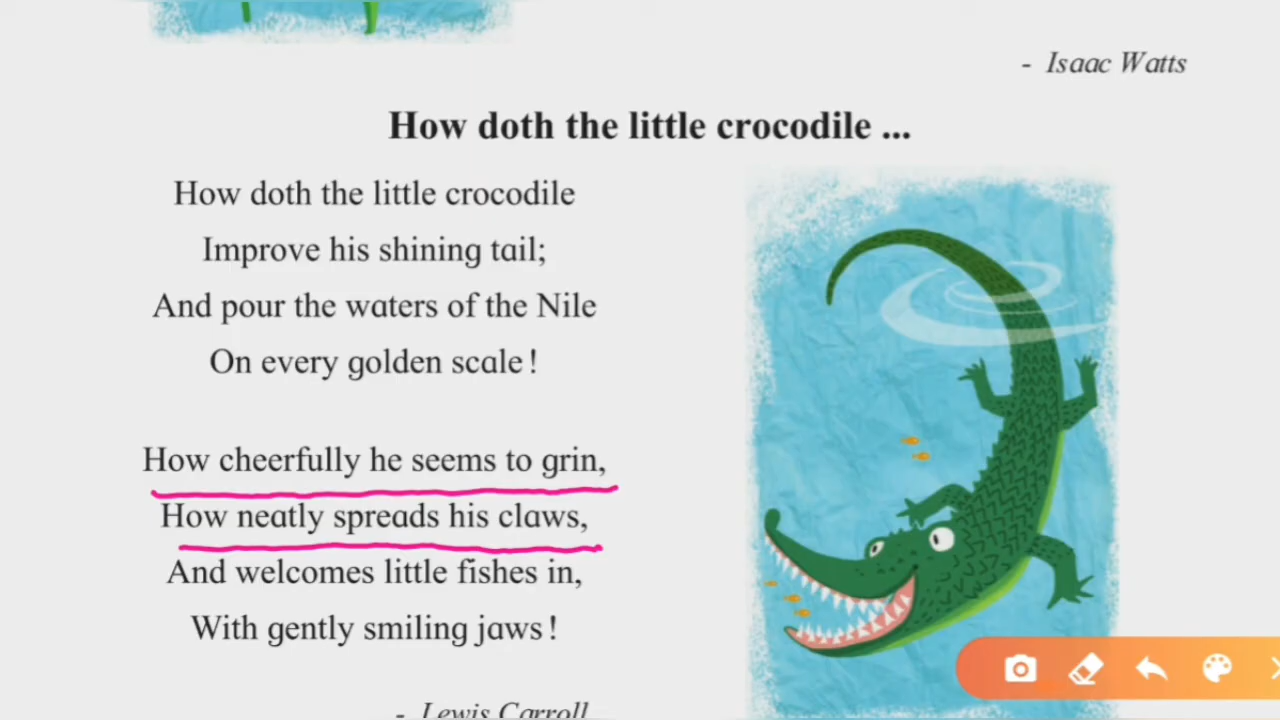 - Isaac Watts
How doth the little crocodile ...
How doth the little crocodile
Improve his shining tail;
And pour the waters of the Nile
On every golden scale!
How cheerfully he seems to grin,
How neatly spreads his claws,
And welcomes little fishes in,
With gently smiling jaws!
- Lewis Carroll